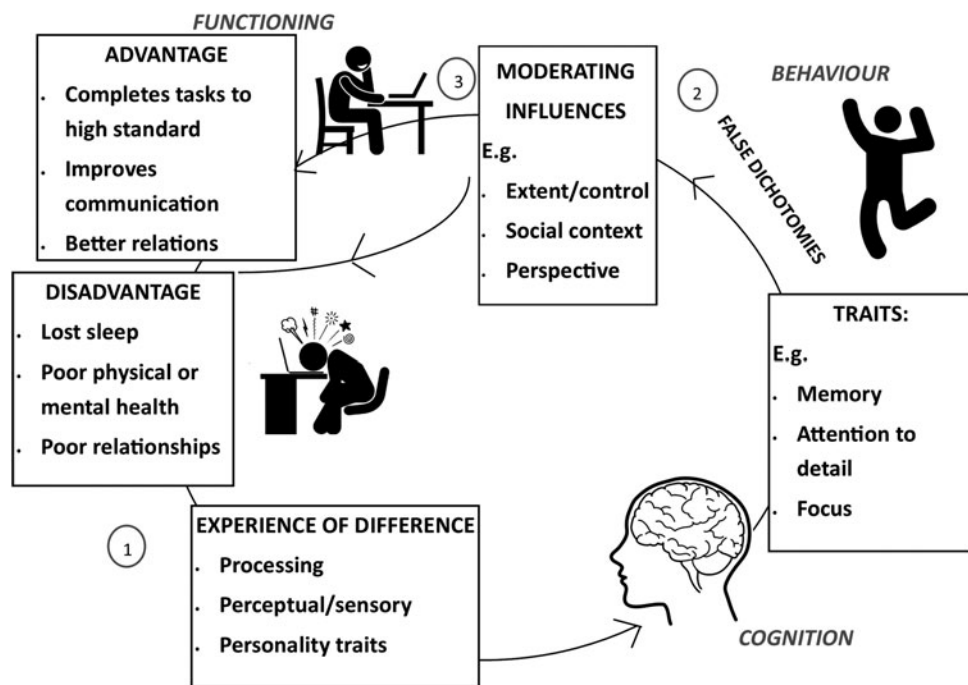 FUNCTIONING
ADVANTAGE
. Completes tasks to
high standard
. Improves
communication
. Better relations
DISADVANTAGE
. Lost sleep
. Poor physical or
mental health
. Poor relationships
1
EXPERIENCE OF DIFFERENCE
. Processing
. Perceptual/sensory
. Personality traits
COGNITION
TRAITS:
E.g.
. Memory
. Attention to
detail
. Focus
BEHAVIOUR
2
FALSE DICHOTOMIES
MODERATING
INFLUENCES
E.g.
. Extent/control
. Social context
. Perspective
3